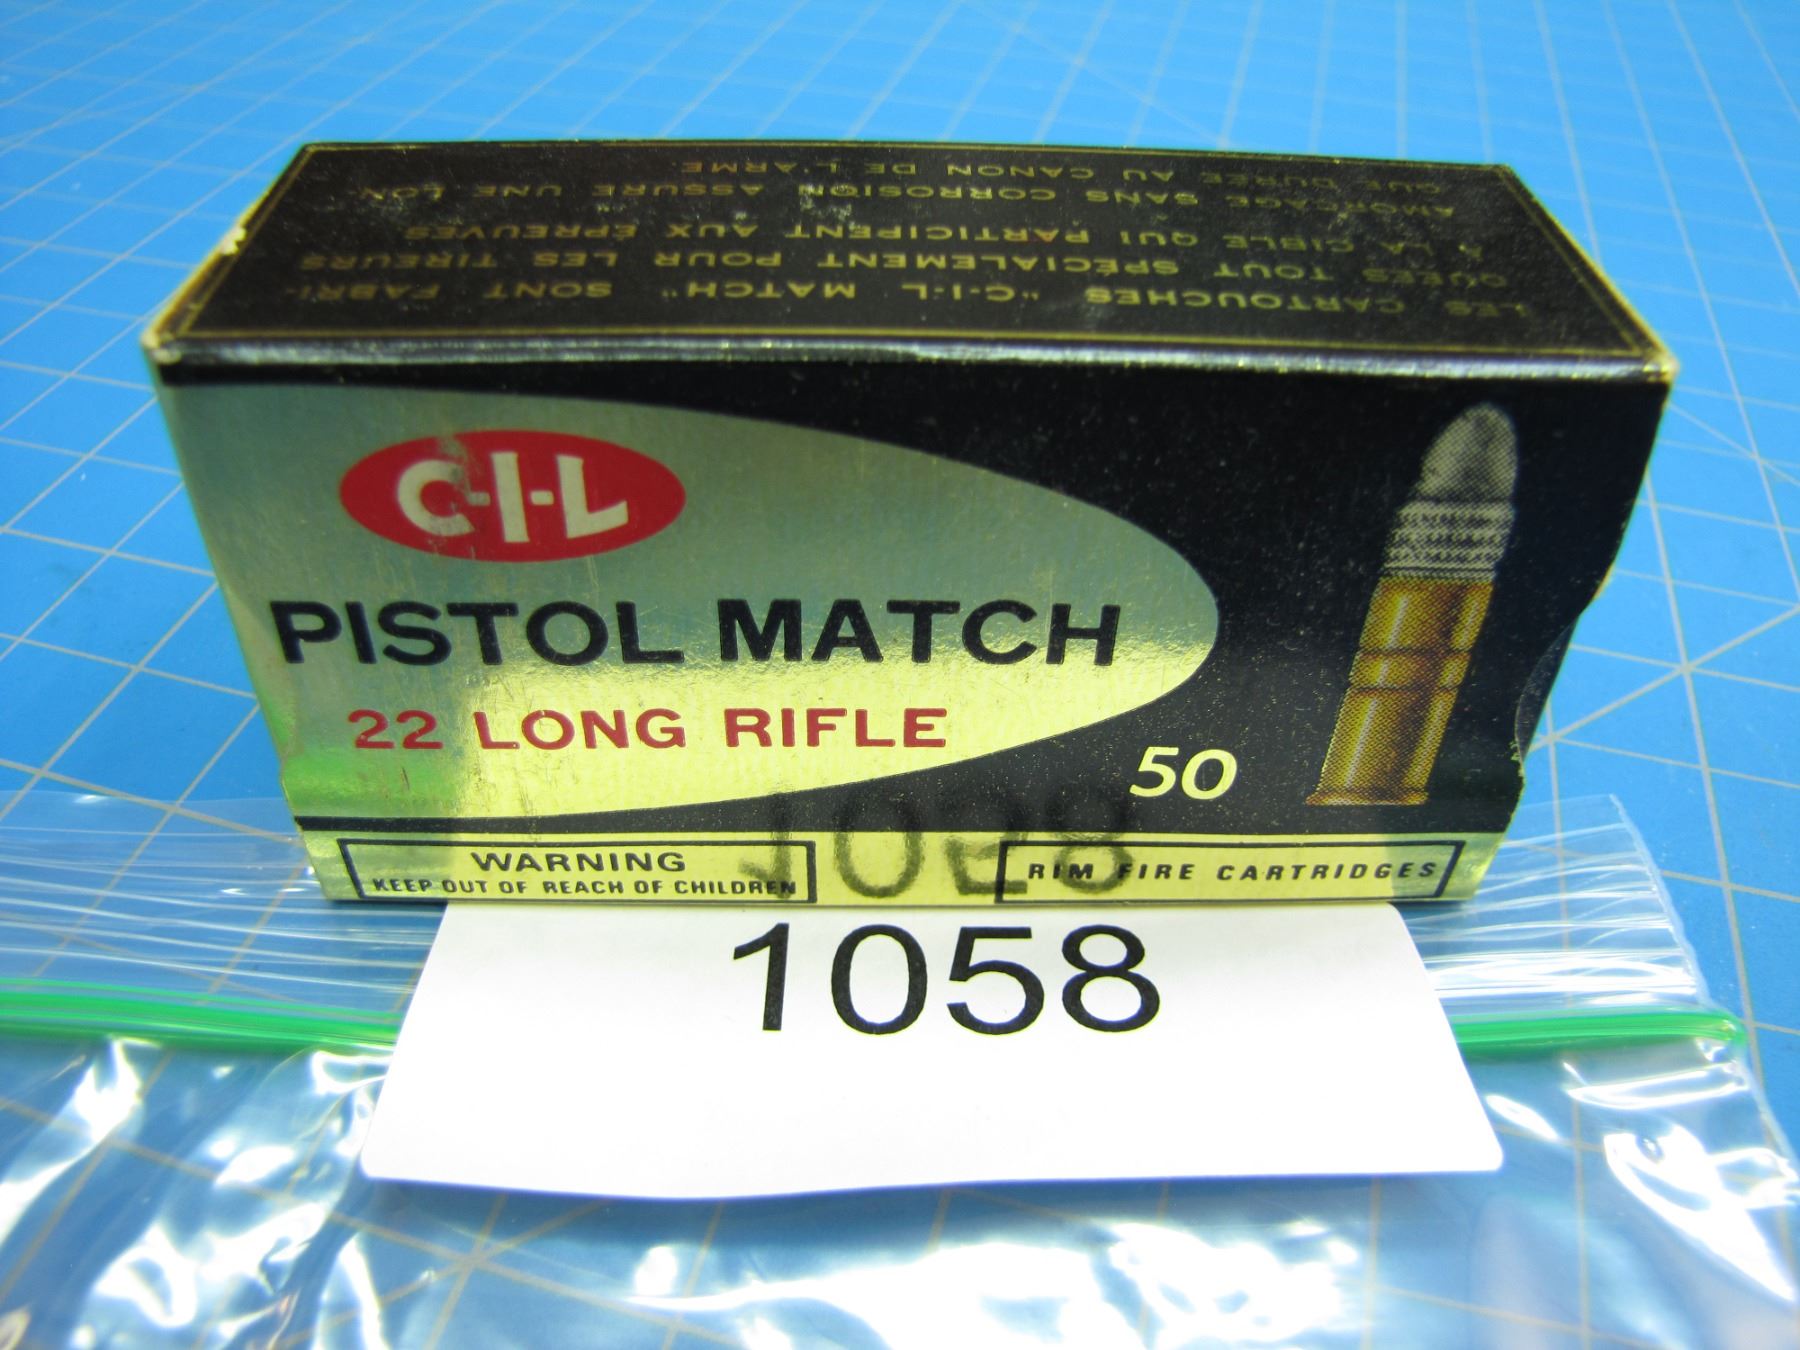 LES CARTOUCHES "C-I-L MATCH" SONT FABRI-
QUÉES TOUT SPÉCIALEMENT POUR LES TIREURS
À LA CIBLE QUI PARTICIPENT AUX ÉPREUVES.
AMORCAGE SANS CORROSION ASSURE UNE LON-
QUE DURÉE AU CANON DE L'ARME
C-I-L
PISTOL MATCH
22 LONG RIFLE
50
WARNING
KEEP OUT OF REACH OF CHILDREN
RIM FIRE CARTRIDGES
1058